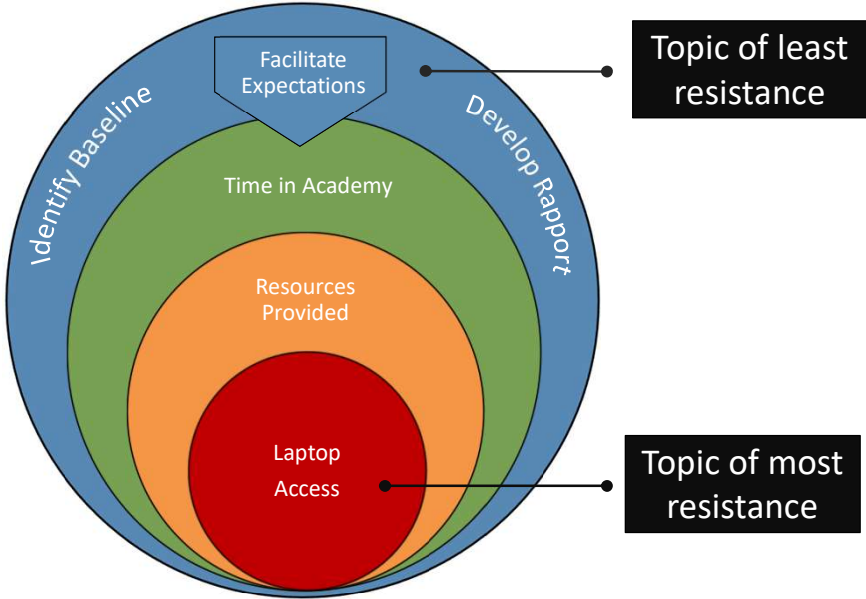 Facilitate
Expectations
Identify Baseline
Develop Rapport
Topic of least
resistance
Time in Academy
Resources
Provided
Laptop
Access
Topic of most
resistance